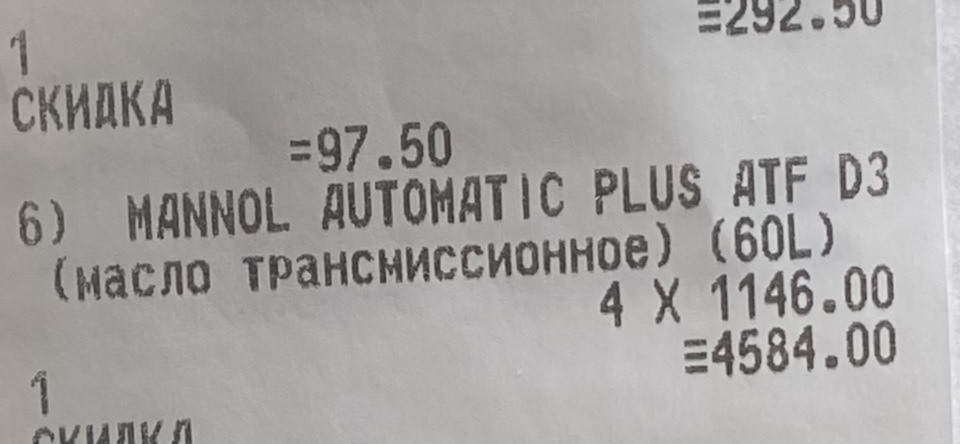 ≡292.50
1
СКИДКА
=97.50
6) MANNOL AUTOMATIC PLUS ATF D3
(масло трансмиссионное) (60L)
4 X 1146.00
≡4584.00
1
СКИДКА